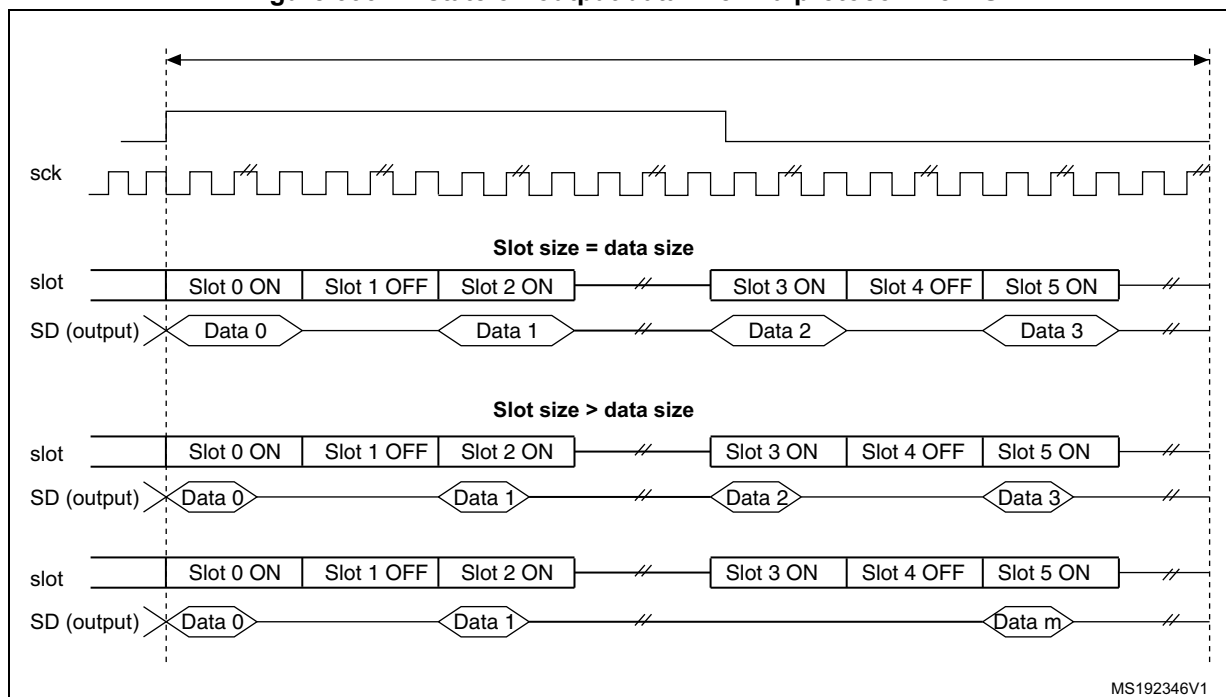 sck
Slot size = data size
slot Slot 0 ON Slot 1 OFF Slot 2 ON Slot 3 ON Slot 4 OFF Slot 5 ON
SD (output) Data 0 Data 1 Data 2 Data 3
Slot size > data size
slot Slot 0 ON Slot 1 OFF Slot 2 ON Slot 3 ON Slot 4 OFF Slot 5 ON
SD (output) Data 0 Data 1 Data 2 Data 3
slot Slot 0 ON Slot 1 OFF Slot 2 ON Slot 3 ON Slot 4 OFF Slot 5 ON
SD (output) Data 0 Data 1 Data m
MS192346V1